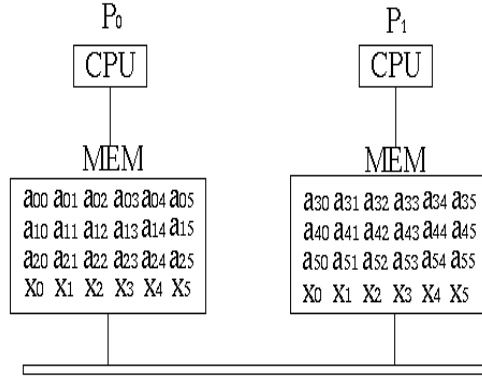 P₀ P₁
CPU CPU
MEM MEM
a₀₀ a₀₁ a₀₂ a₀₃ a₀₄ a₀₅
a₁₀ a₁₁ a₁₂ a₁₃ a₁₄ a₁₅
a₂₀ a₂₁ a₂₂ a₂₃ a₂₄ a₂₅
x₀ x₁ x₂ x₃ x₄ x₅
a₃₀ a₃₁ a₃₂ a₃₃ a₃₄ a₃₅
a₄₀ a₄₁ a₄₂ a₄₃ a₄₄ a₄₅
a₅₀ a₅₁ a₅₂ a₅₃ a₅₄ a₅₅
x₀ x₁ x₂ x₃ x₄ x₅